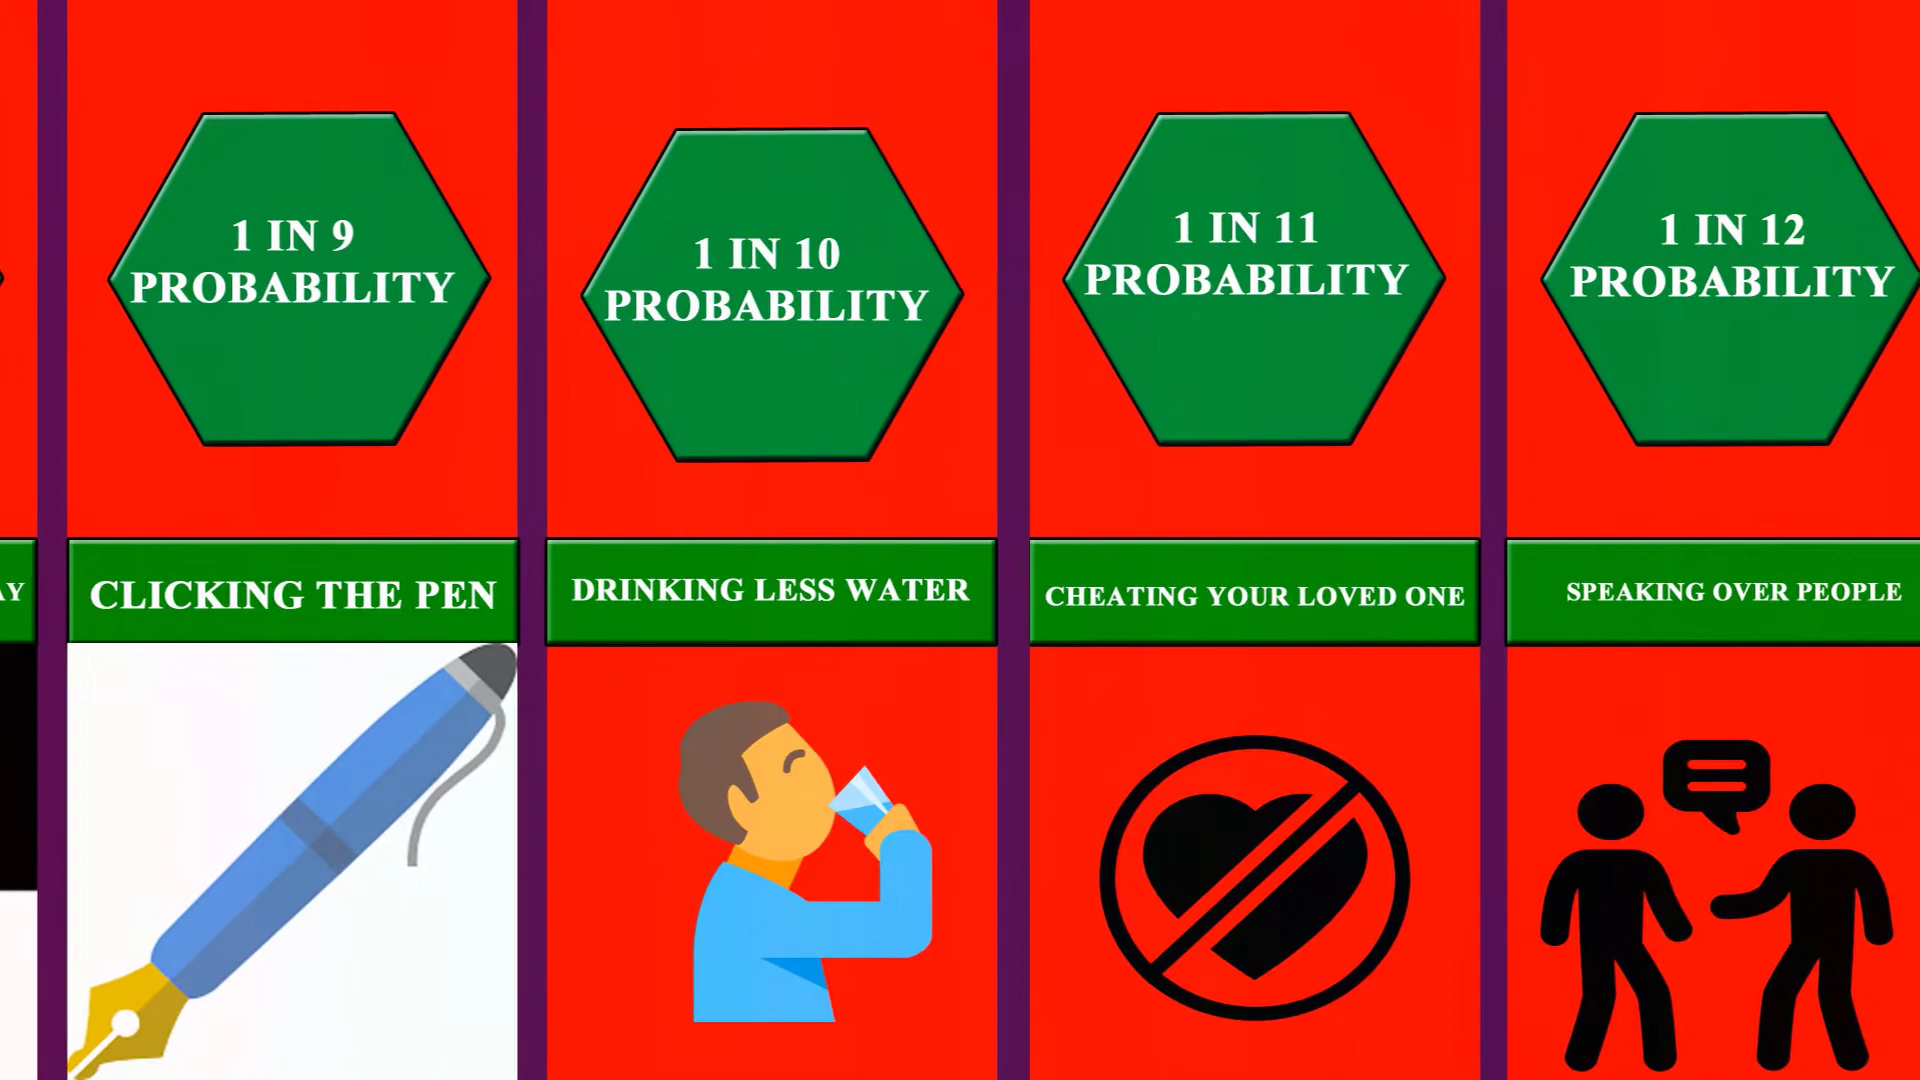 1 IN 9
PROBABILITY
CLICKING THE PEN
1 IN 10
PROBABILITY
DRINKING LESS WATER
1 IN 11
PROBABILITY
CHEATING YOUR LOVED ONE
1 IN 12
PROBABILITY
SPEAKING OVER PEOPLE